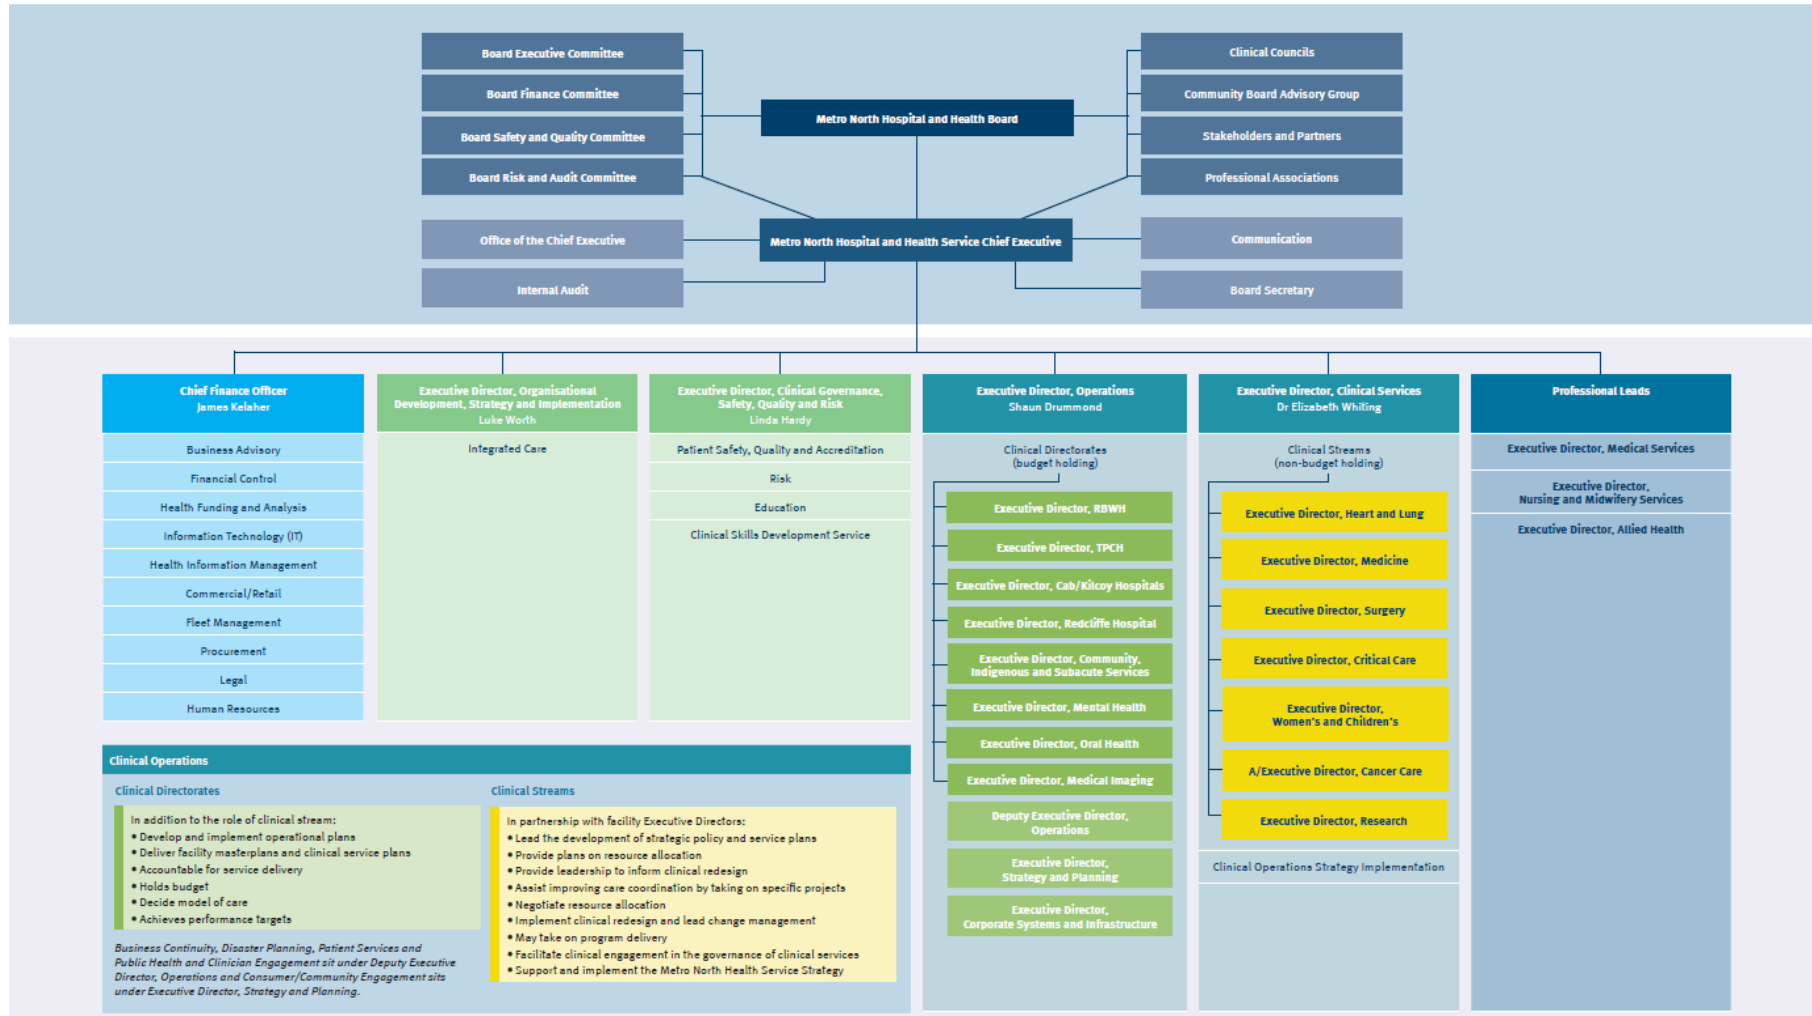 Board Executive Committee
Board Finance Committee
Board Safety and Quality Committee
Board Risk and Audit Committee
Office of the Chief Executive
Internal Audit
Metro North Hospital and Health Board
Metro North Hospital and Health Service Chief Executive
Clinical Councils
Community Board Advisory Group
Stakeholders and Partners
Professional Associations
Communication
Board Secretary
Chief Finance Officer
James Kelaher
Business Advisory
Financial Control
Health Funding and Analysis
Information Technology (IT)
Health Information Management
Commercial/Retail
Fleet Management
Procurement
Legal
Human Resources
Executive Director, Organisational
Development, Strategy and Implementation
Luke Worth
Integrated Care
Executive Director, Clinical Governance,
Safety, Quality and Risk
Linda Hardy
Patient Safety, Quality and Accreditation
Risk
Education
Clinical Skills Development Service
Executive Director, Operations
Shaun Drummond
Clinical Directorates
(budget holding)
Executive Director, RBWH
Executive Director, TPCH
Executive Director, Cab/Kilcoy Hospitals
Executive Director, Redcliffe Hospital
Executive Director, Community,
Indigenous and Subacute Services
Executive Director, Mental Health
Executive Director, Oral Health
Executive Director, Medical Imaging
Deputy Executive Director,
Operations
Executive Director,
Strategy and Planning
Executive Director,
Corporate Systems and Infrastructure
Executive Director, Clinical Services
Dr Elizabeth Whiting
Clinical Streams
(non-budget holding)
Executive Director, Heart and Lung
Executive Director, Medicine
Executive Director, Surgery
Executive Director, Critical Care
Executive Director,
Women's and Children's
A/Executive Director, Cancer Care
Executive Director, Research
Clinical Operations Strategy Implementation
Professional Leads
Executive Director, Medical Services
Executive Director,
Nursing and Midwifery Services
Executive Director, Allied Health
Clinical Operations
Clinical Directorates
In addition to the role of clinical stream:
• Develop and implement operational plans
• Deliver facility masterplans and clinical service plans
• Accountable for service delivery
• Holds budget
• Decide model of care
• Achieves performance targets
Business Continuity, Disaster Planning, Patient Services and
Public Health and Clinician Engagement sit under Deputy Executive
Director, Operations and Consumer/Community Engagement sits
under Executive Director, Strategy and Planning.
Clinical Streams
In partnership with facility Executive Directors:
• Lead the development of strategic policy and service plans
• Provide plans on resource allocation
• Provide leadership to inform clinical redesign
• Assist improving care coordination by taking on specific projects
• Negotiate resource allocation
• Implement clinical redesign and lead change management
• May take on program delivery
• Facilitate clinical engagement in the governance of clinical services
• Support and implement the Metro North Health Service Strategy